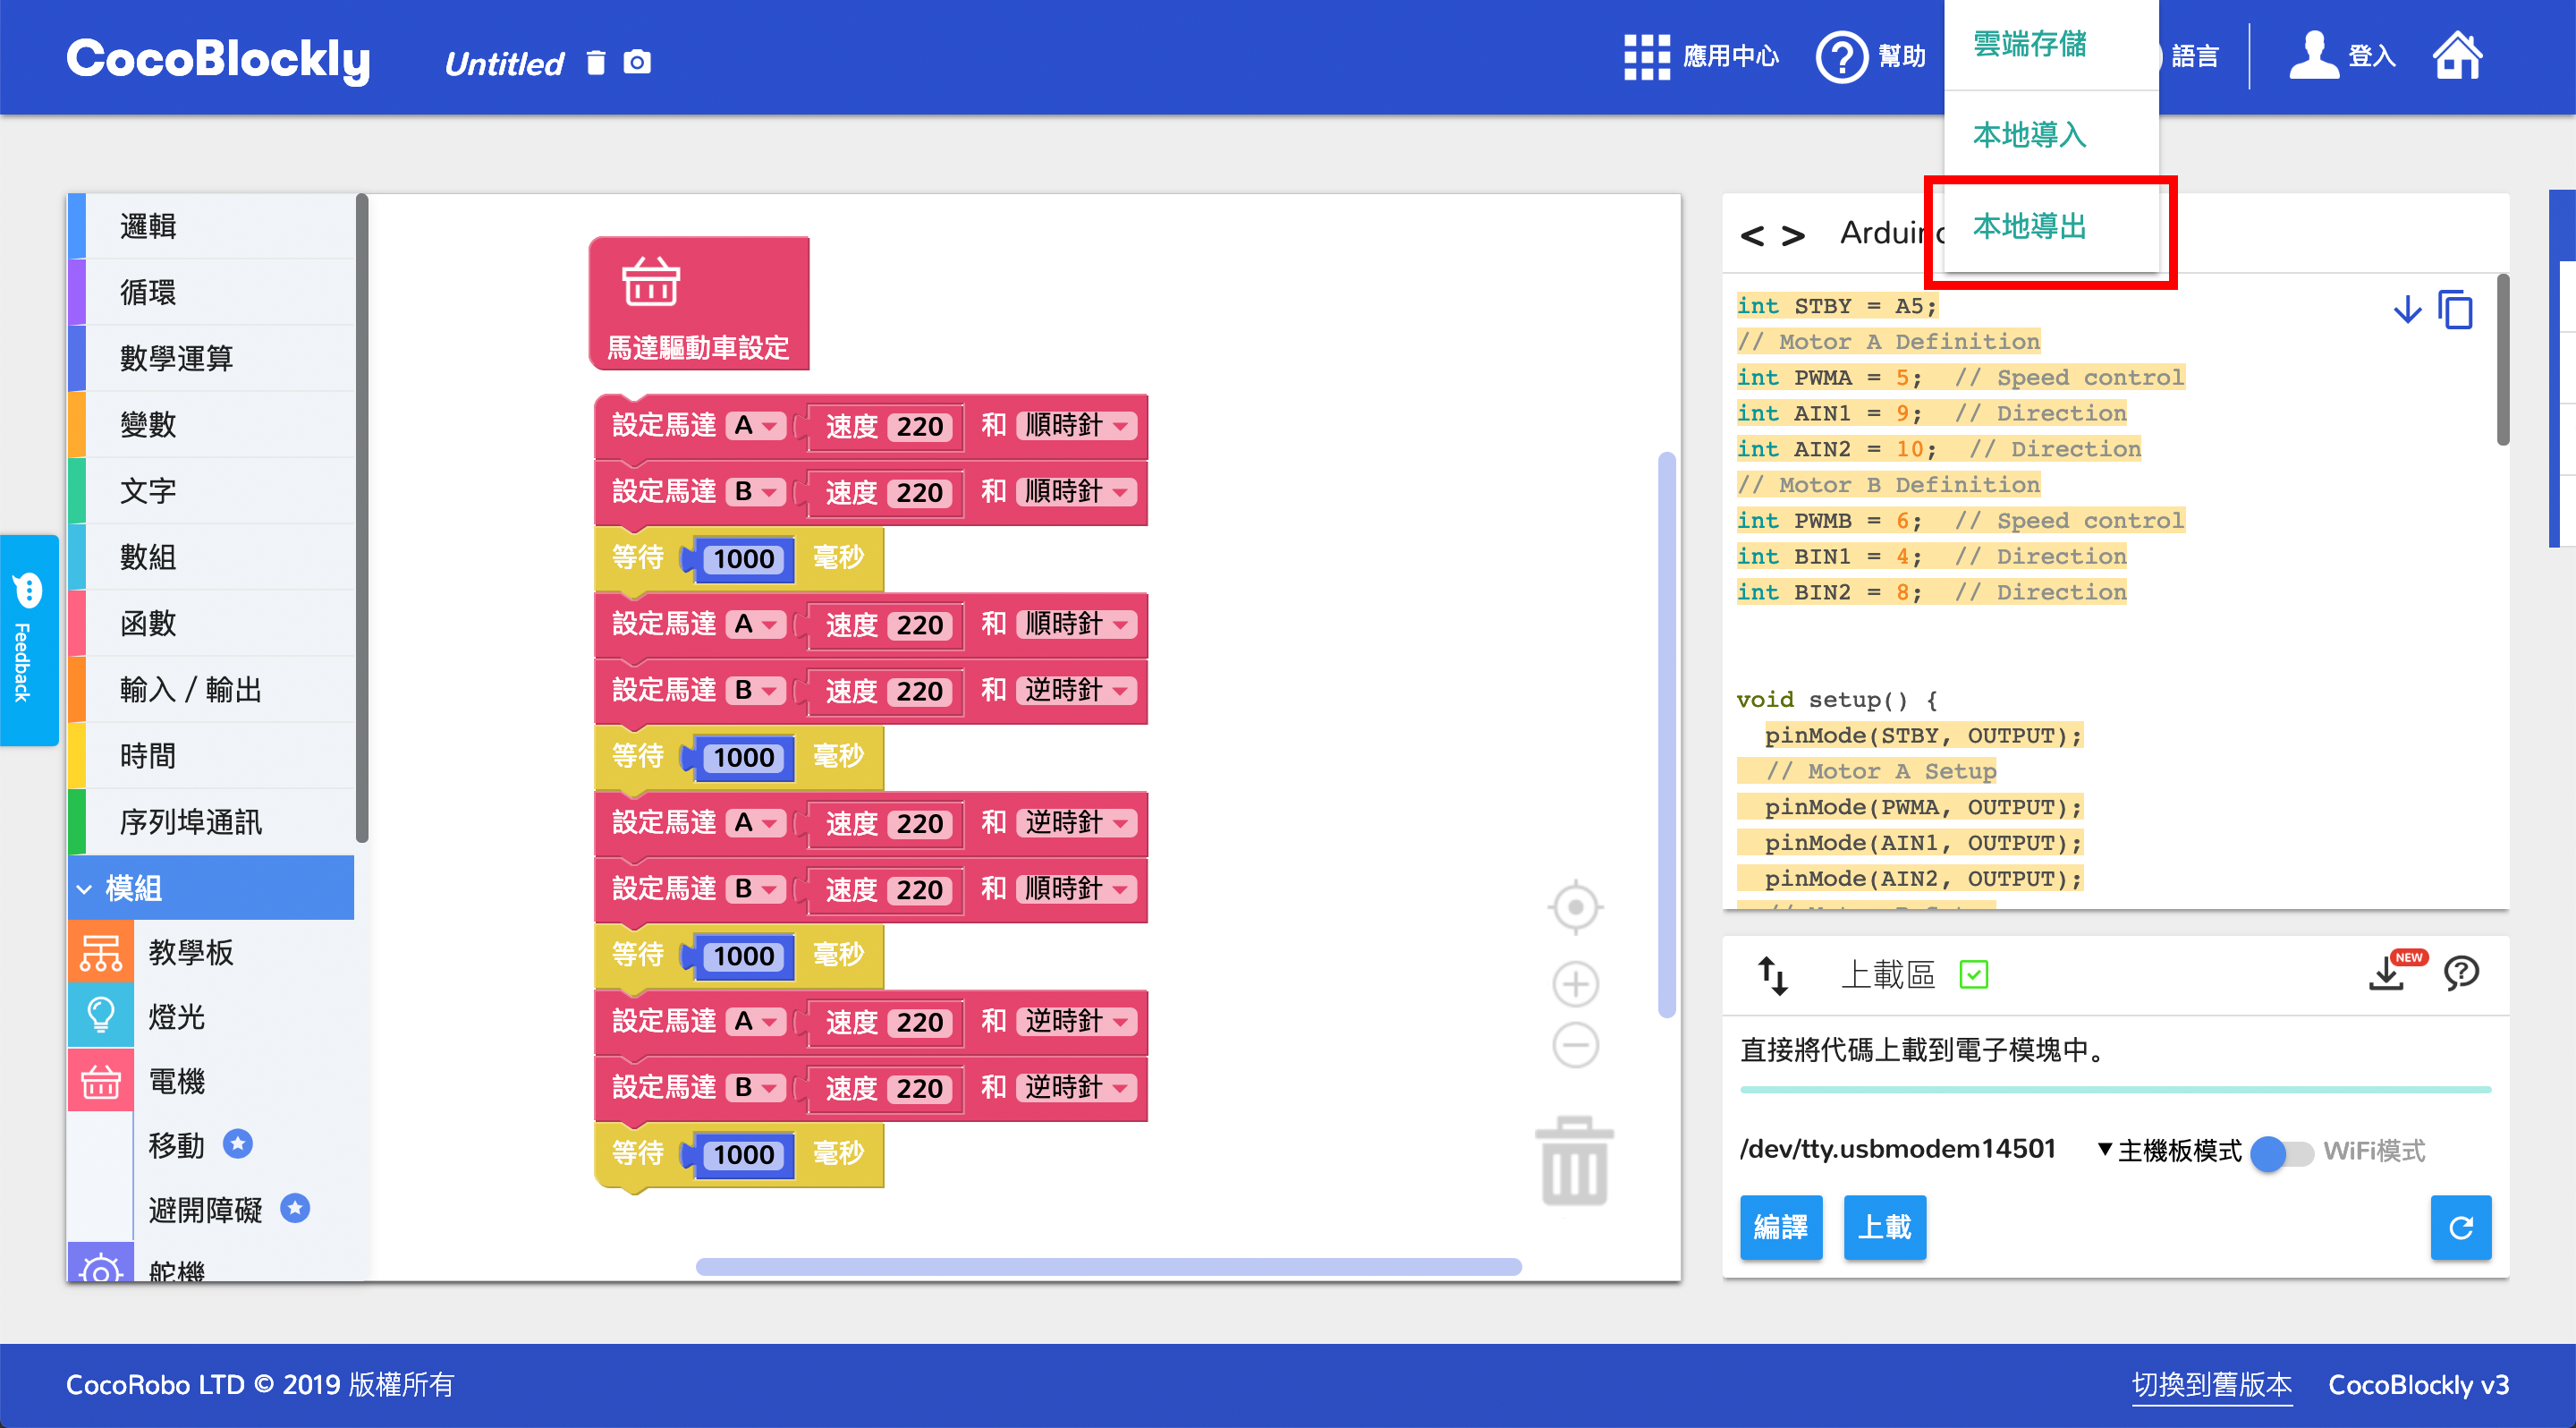 CocoBlockly
Untitled
應用中心
幫助
雲端存儲
本地導入
本地導出
語言
登入
Feedback
邏輯
循環
數學運算
變數
文字
數組
函數
輸入 / 輸出
時間
序列埠通訊
模組
教學板
燈光
電機
移動
避開障礙
舵機
馬達驅動車設定
設定馬達 A 速度 220 和 順時針
設定馬達 B 速度 220 和 順時針
等待 1000 毫秒
設定馬達 A 速度 220 和 順時針
設定馬達 B 速度 220 和 逆時針
等待 1000 毫秒
設定馬達 A 速度 220 和 逆時針
設定馬達 B 速度 220 和 順時針
等待 1000 毫秒
設定馬達 A 速度 220 和 逆時針
設定馬達 B 速度 220 和 逆時針
等待 1000 毫秒
< > Arduin
int STBY = A5;
// Motor A Definition
int PWMA = 5;  // Speed control
int AIN1 = 9;  // Direction
int AIN2 = 10;  // Direction
// Motor B Definition
int PWMB = 6;  // Speed control
int BIN1 = 4;  // Direction
int BIN2 = 8;  // Direction
void setup() {
pinMode(STBY, OUTPUT);
// Motor A Setup
pinMode(PWMA, OUTPUT);
pinMode(AIN1, OUTPUT);
pinMode(AIN2, OUTPUT);
上載區
NEW
直接將代碼上載到電子模塊中。
/dev/tty.usbmodem14501 ▼主機板模式 WiFi模式
編譯 上載
CocoRobo LTD © 2019 版權所有
切換到舊版本
CocoBlockly v3